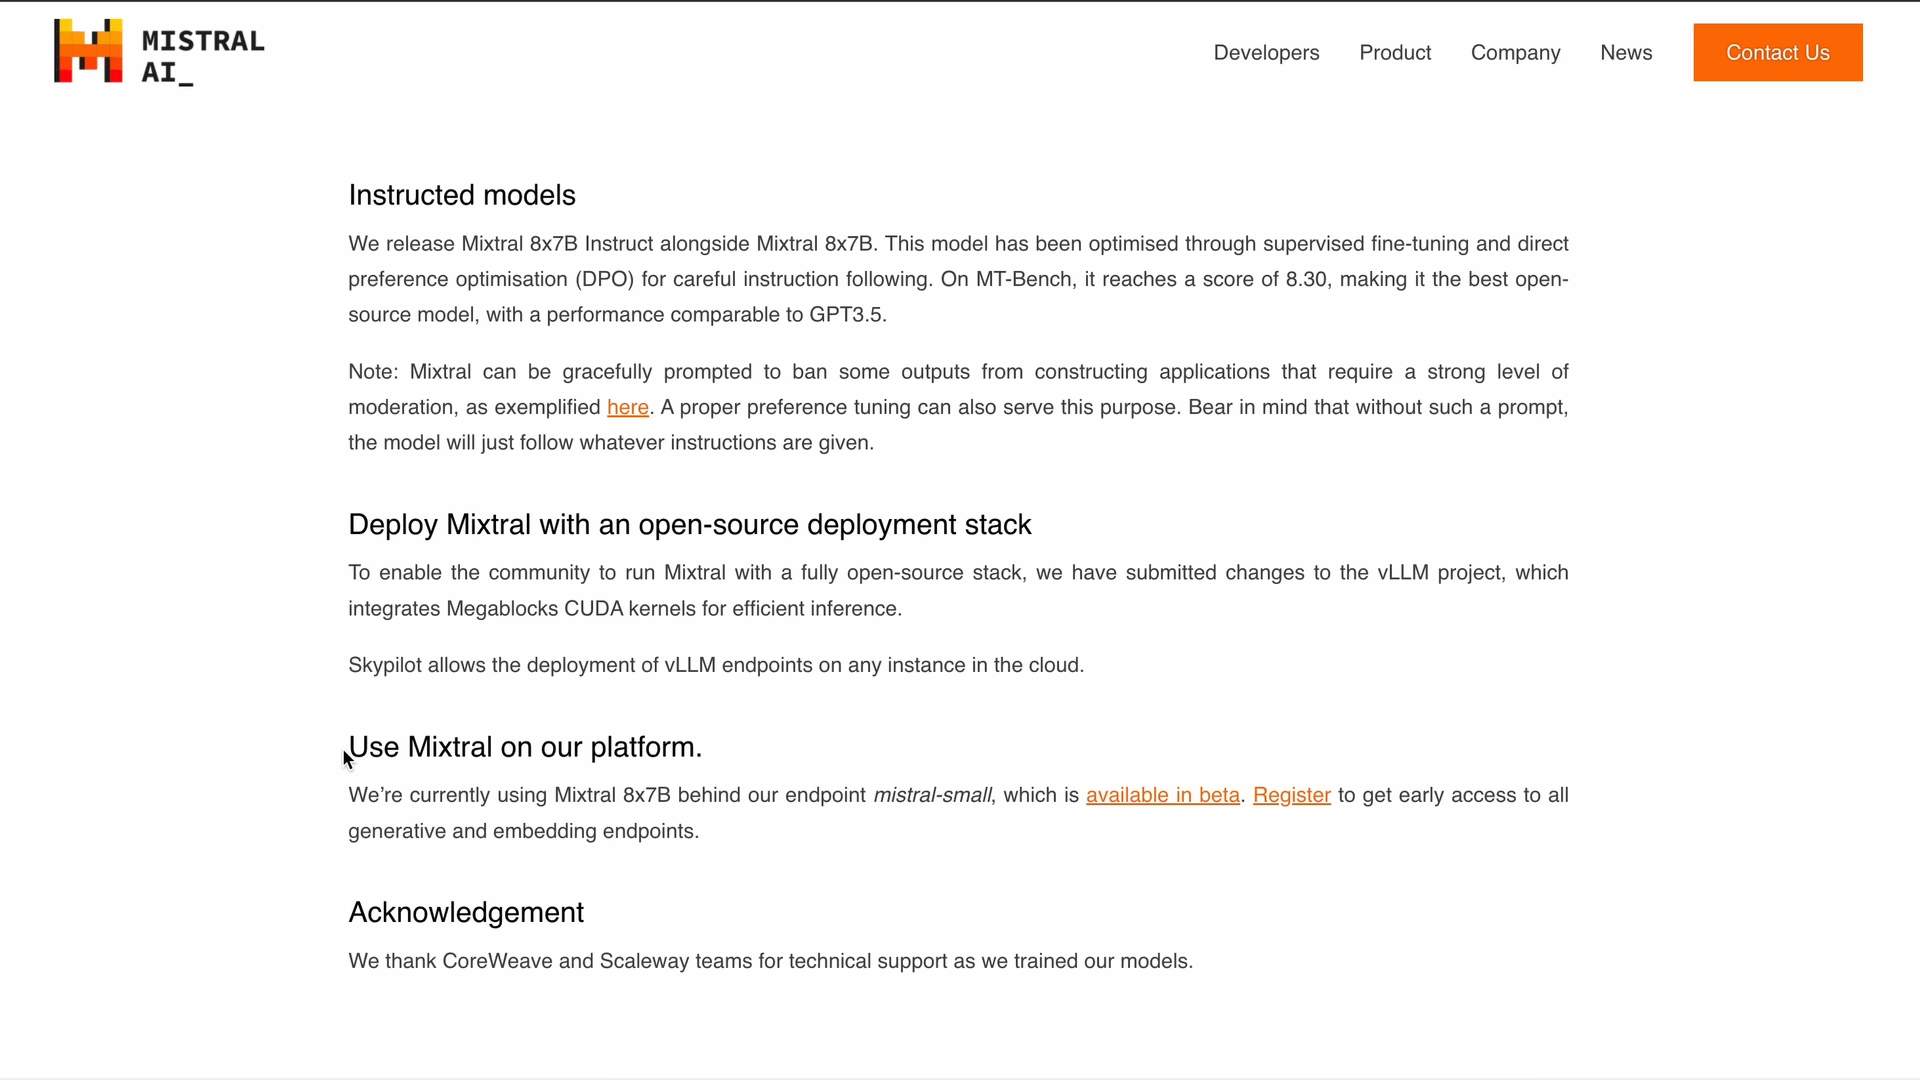 MISTRAL
AI_
Developers Product Company News Contact Us
Instructed models
We release Mixtral 8x7B Instruct alongside Mixtral 8x7B. This model has been optimised through supervised fine-tuning and direct
preference optimisation (DPO) for careful instruction following. On MT-Bench, it reaches a score of 8.30, making it the best open-
source model, with a performance comparable to GPT3.5.
Note: Mixtral can be gracefully prompted to ban some outputs from constructing applications that require a strong level of
moderation, as exemplified here. A proper preference tuning can also serve this purpose. Bear in mind that without such a prompt,
the model will just follow whatever instructions are given.
Deploy Mixtral with an open-source deployment stack
To enable the community to run Mixtral with a fully open-source stack, we have submitted changes to the vLLM project, which
integrates Megablocks CUDA kernels for efficient inference.
Skypilot allows the deployment of vLLM endpoints on any instance in the cloud.
Use Mixtral on our platform.
We’re currently using Mixtral 8x7B behind our endpoint mistral-small, which is available in beta. Register to get early access to all
generative and embedding endpoints.
Acknowledgement
We thank CoreWeave and Scaleway teams for technical support as we trained our models.